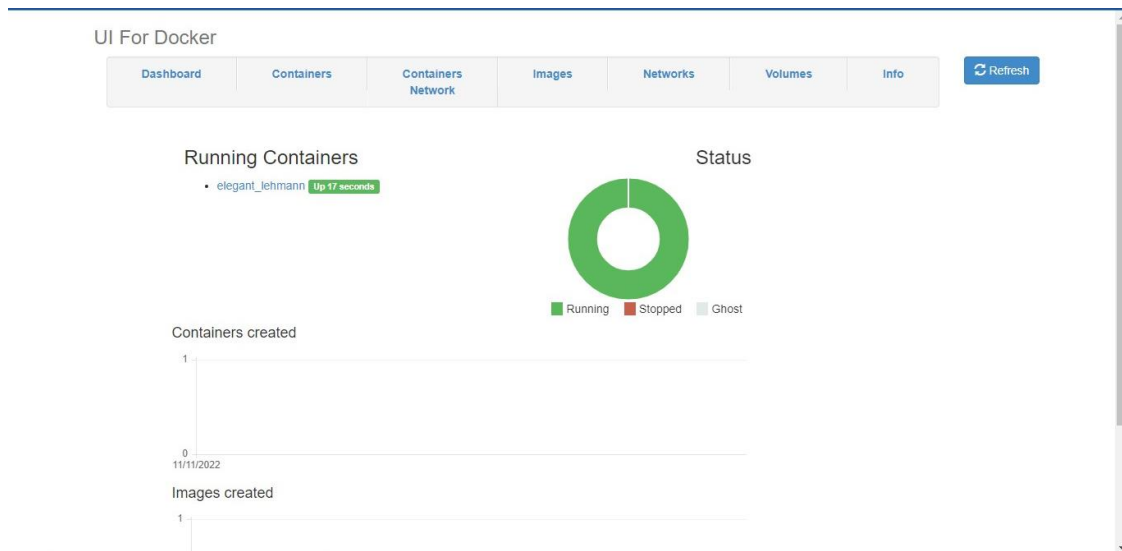 UI For Docker
Dashboard
Containers
Containers
Network
Images
Networks
Volumes
Info
Refresh
Running Containers
elegant_lehmann Up 17 seconds
Status
Running Stopped Ghost
Containers created
1
0
11/11/2022
Images created
1